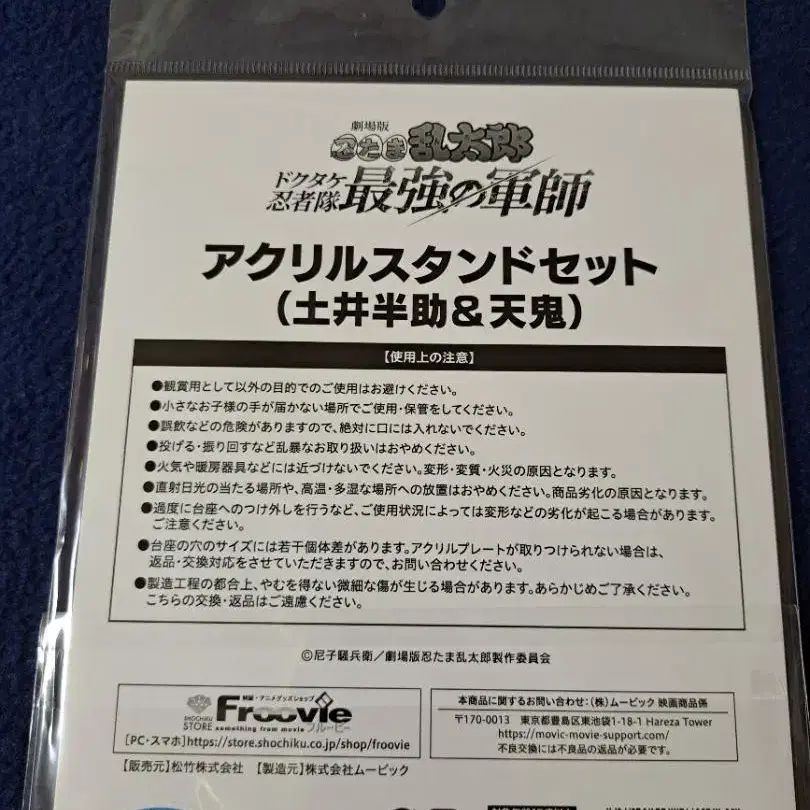 劇場版
忍たま乱太郎
ドクタケ
忍者隊 最強の軍師
アクリルスタンドセット
(土井半助&天鬼)
【使用上の注意】
●観賞用として以外の目的でのご使用はお避けください。
●小さなお子様の手が届かない場所でご使用・保管をしてください。
●誤飲などの危険がありますので、絶対に口には入れないでください。
●投げる・振り回すなど乱暴なお取り扱いはおやめください。
●火気や暖房器具などには近づけないでください。変形・変質・火災の原因となります。
●直射日光の当たる場所や、高温・多湿な場所への放置はおやめください。商品劣化の原因となります。
●過度に台座へのつけ外しを行うなど、ご使用状況によっては変形などの劣化が起こる場合があります。
ご注意ください。
●台座の穴のサイズには若干個体差があります。アクリルプレートが取りつけられない場合は、
返品・交換対応をさせていただきますので、お問い合わせください。
●製造工程の都合上、やむを得ない微細な傷が生じる場合があります。あらかじめご了承ください。
こちらの交換・返品はご遠慮ください。
©尼子騒兵衛/劇場版忍たま乱太郎製作委員会
映画・アニメグッズショップ
SHOCHIKU
STORE
Froovie
something from movie フルービー
[PC・スマホ]https://store.shochiku.co.jp/shop/froovie
【販売元】松竹株式会社 【製造元】株式会社ムービック
本商品に関するお問い合わせ:(株)ムービック 映画商品係
〒170-0013 東京都豊島区東池袋1-18-1 Hareza Tower
https://movic-movie-support.com/
不良交換には不良品の返品が必要です。